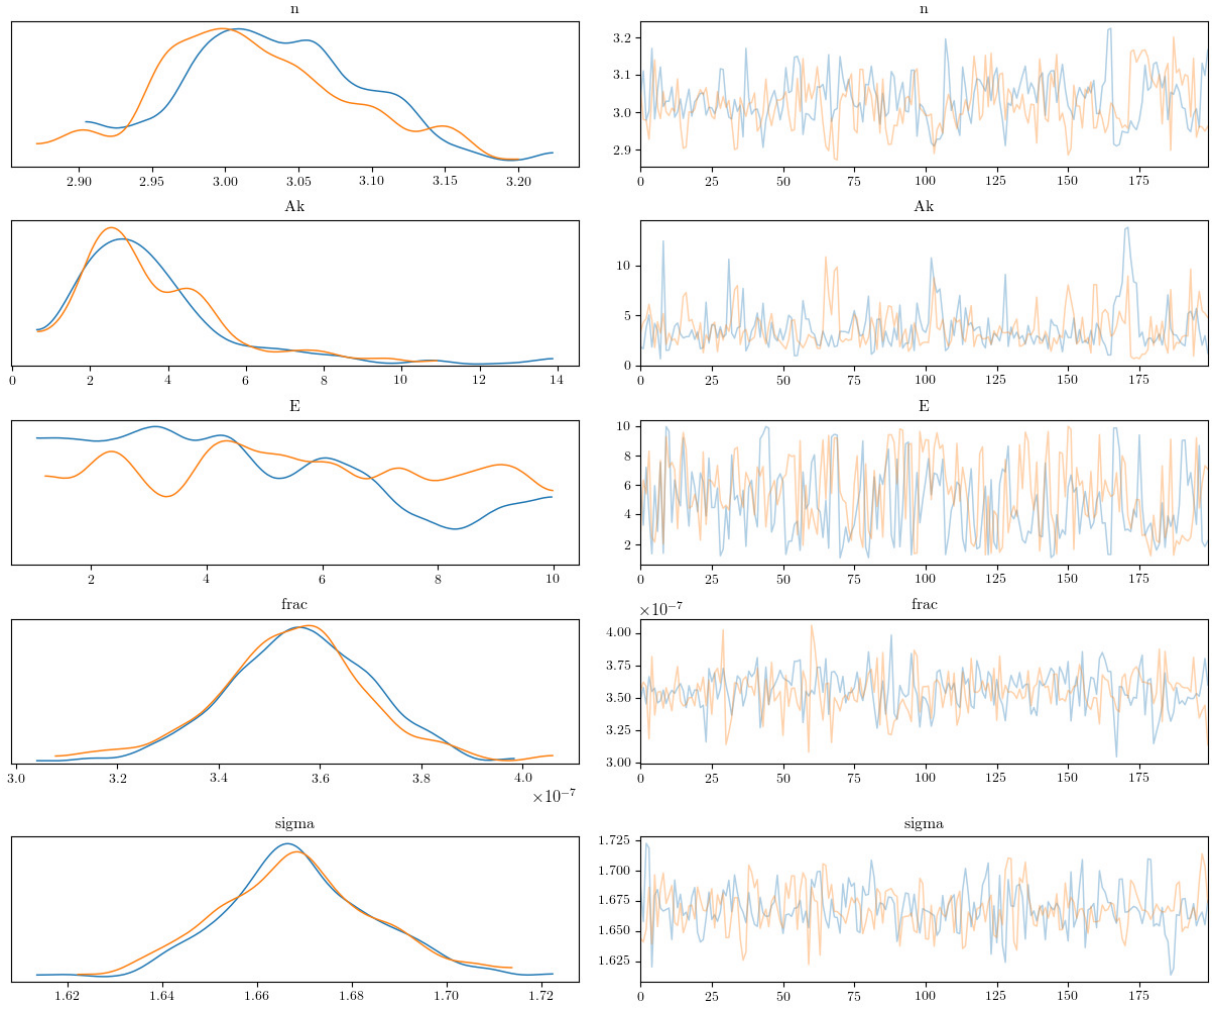 n
n
3.2
3.1
3.0
2.9
2.90 2.95 3.00 3.05 3.10 3.15 3.20
0 25 50 75 100 125 150 175
Ak
Ak
10
5
0
0 2 4 6 8 10 12 14
0 25 50 75 100 125 150 175
E
E
10
8
6
4
2
2 4 6 8 10
0 25 50 75 100 125 150 175
frac
×10⁻⁷
frac
4.00
3.75
3.50
3.25
3.00
3.0 3.2 3.4 3.6 3.8 4.0
×10⁻⁷
0 25 50 75 100 125 150 175
sigma
sigma
1.725
1.700
1.675
1.650
1.625
1.62 1.64 1.66 1.68 1.70 1.72
0 25 50 75 100 125 150 175